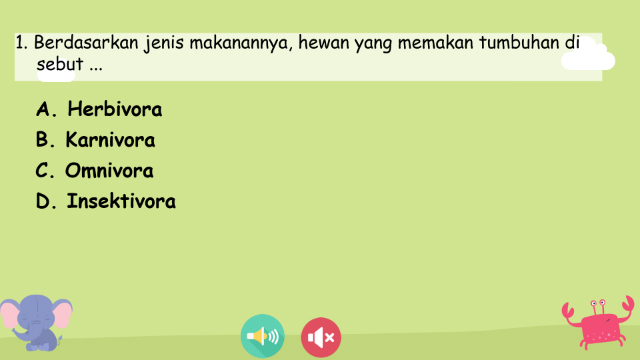 1. Berdasarkan jenis makanannya, hewan yang memakan tumbuhan di
sebut ...
A. Herbivora
B. Karnivora
C. Omnivora
D. Insektivora